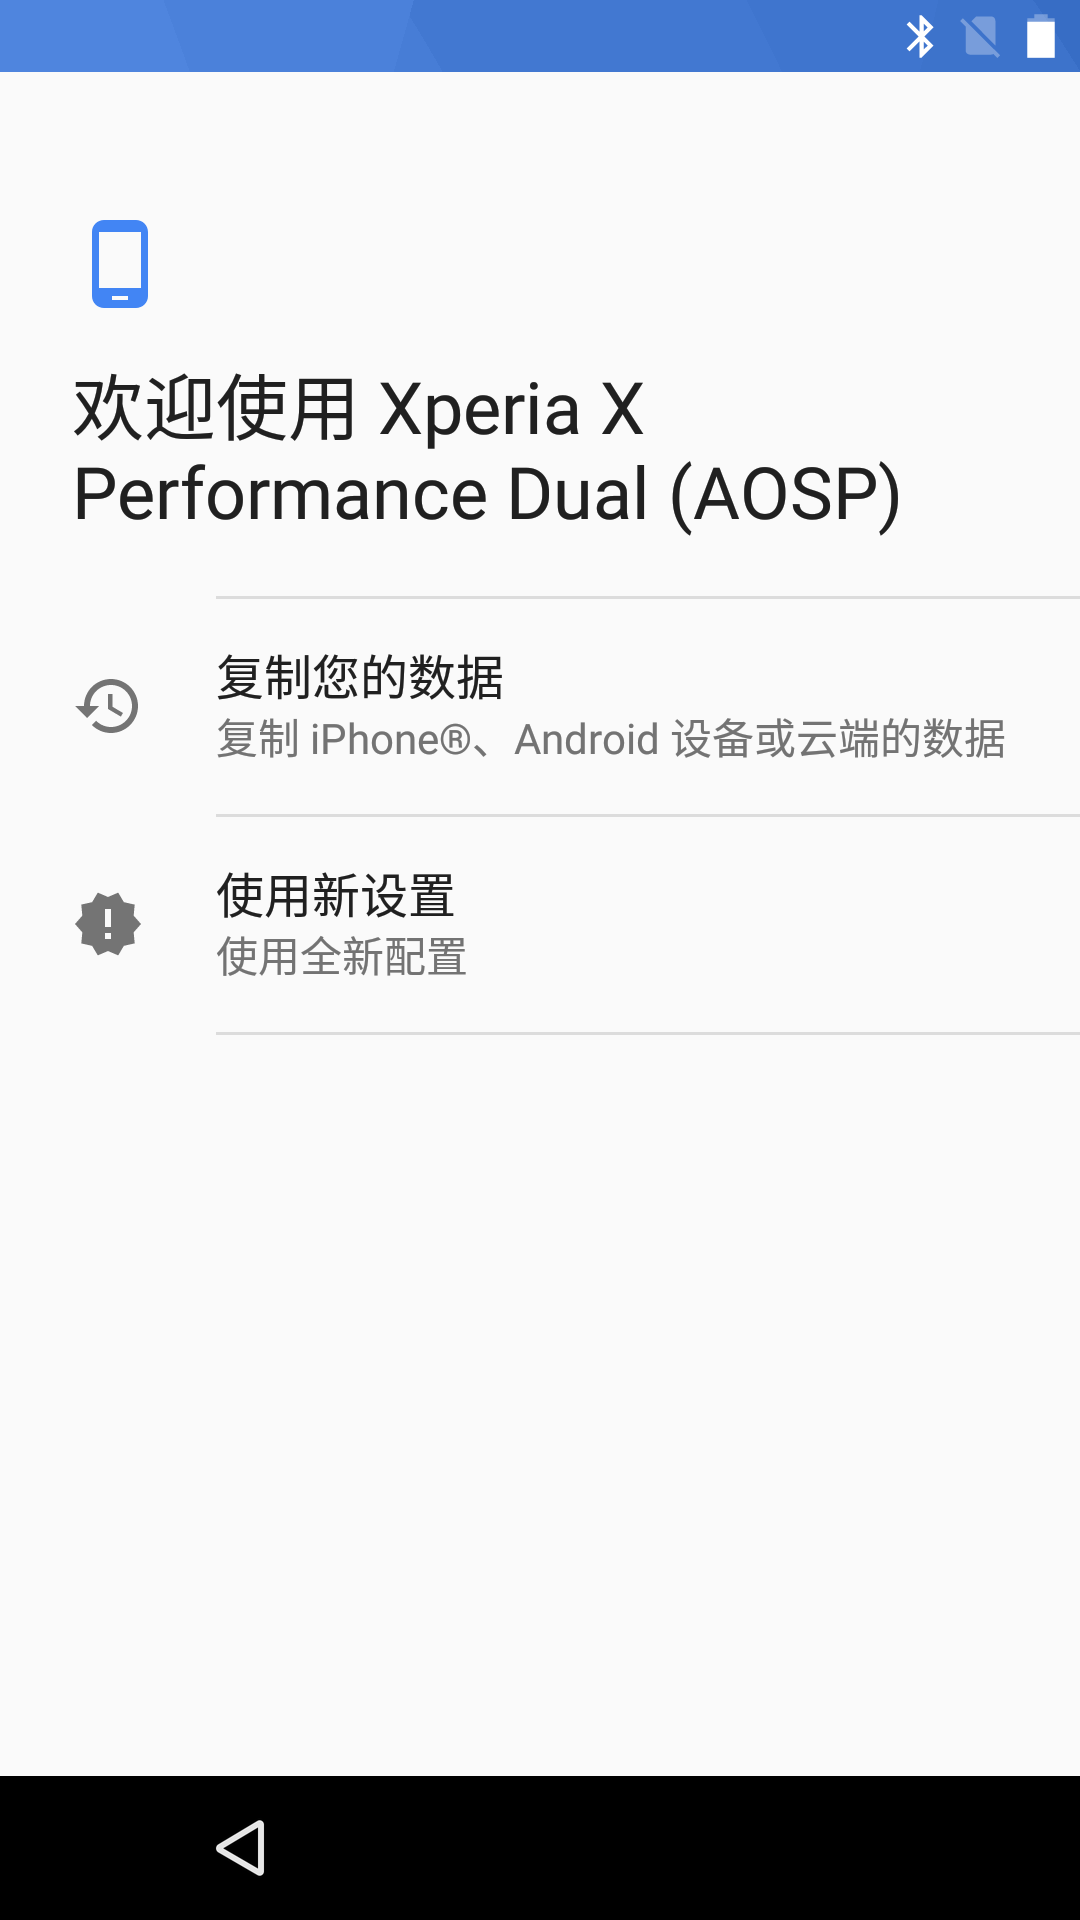 欢迎使用 Xperia X
Performance Dual (AOSP)
复制您的数据
复制 iPhone®、Android 设备或云端的数据
使用新设置
使用全新配置